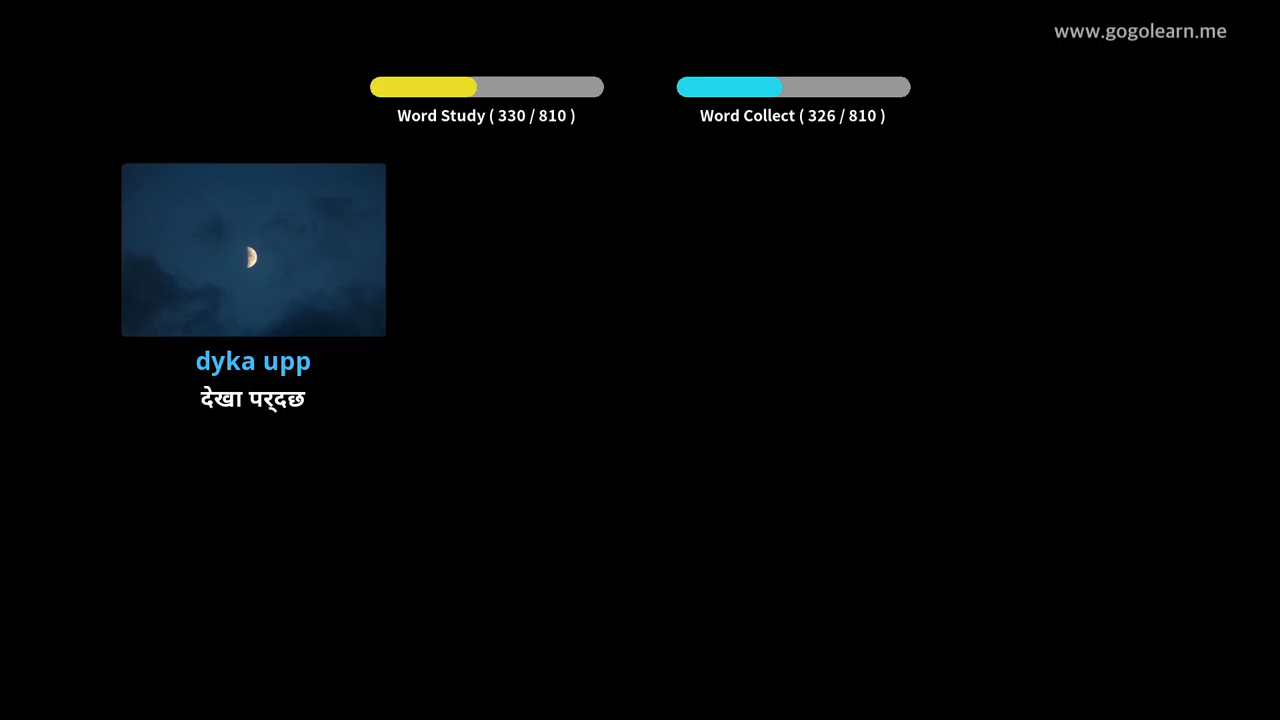 www.gogolearn.me
Word Study ( 330 / 810 )
Word Collect ( 326 / 810 )
dyka upp
देखा पर्‍दछ